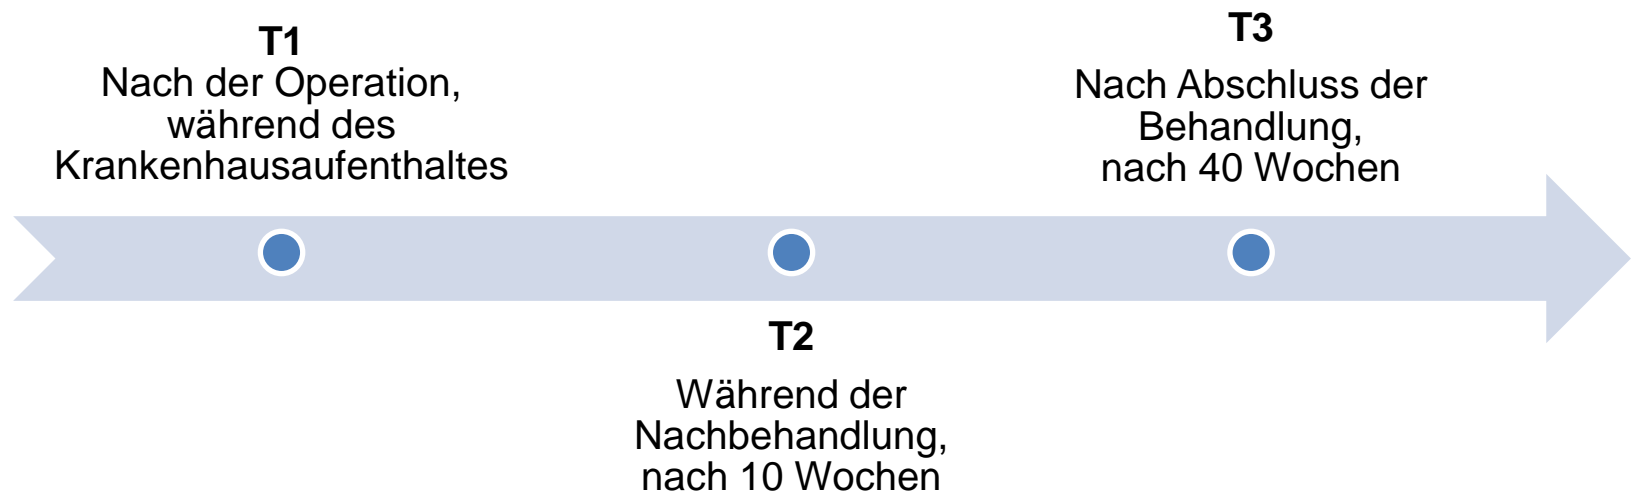 T1
Nach der Operation,
während des
Krankenhausaufenthaltes
T2
Während der
Nachbehandlung,
nach 10 Wochen
T3
Nach Abschluss der
Behandlung,
nach 40 Wochen